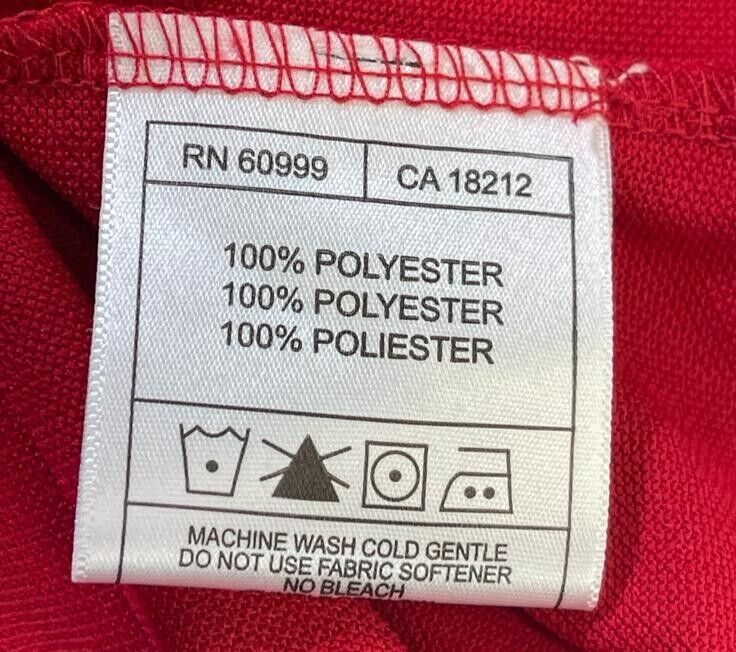 RN 60999 CA 18212
100% POLYESTER
100% POLYESTER
100% POLIESTER
MACHINE WASH COLD GENTLE
DO NOT USE FABRIC SOFTENER
NO BLEACH